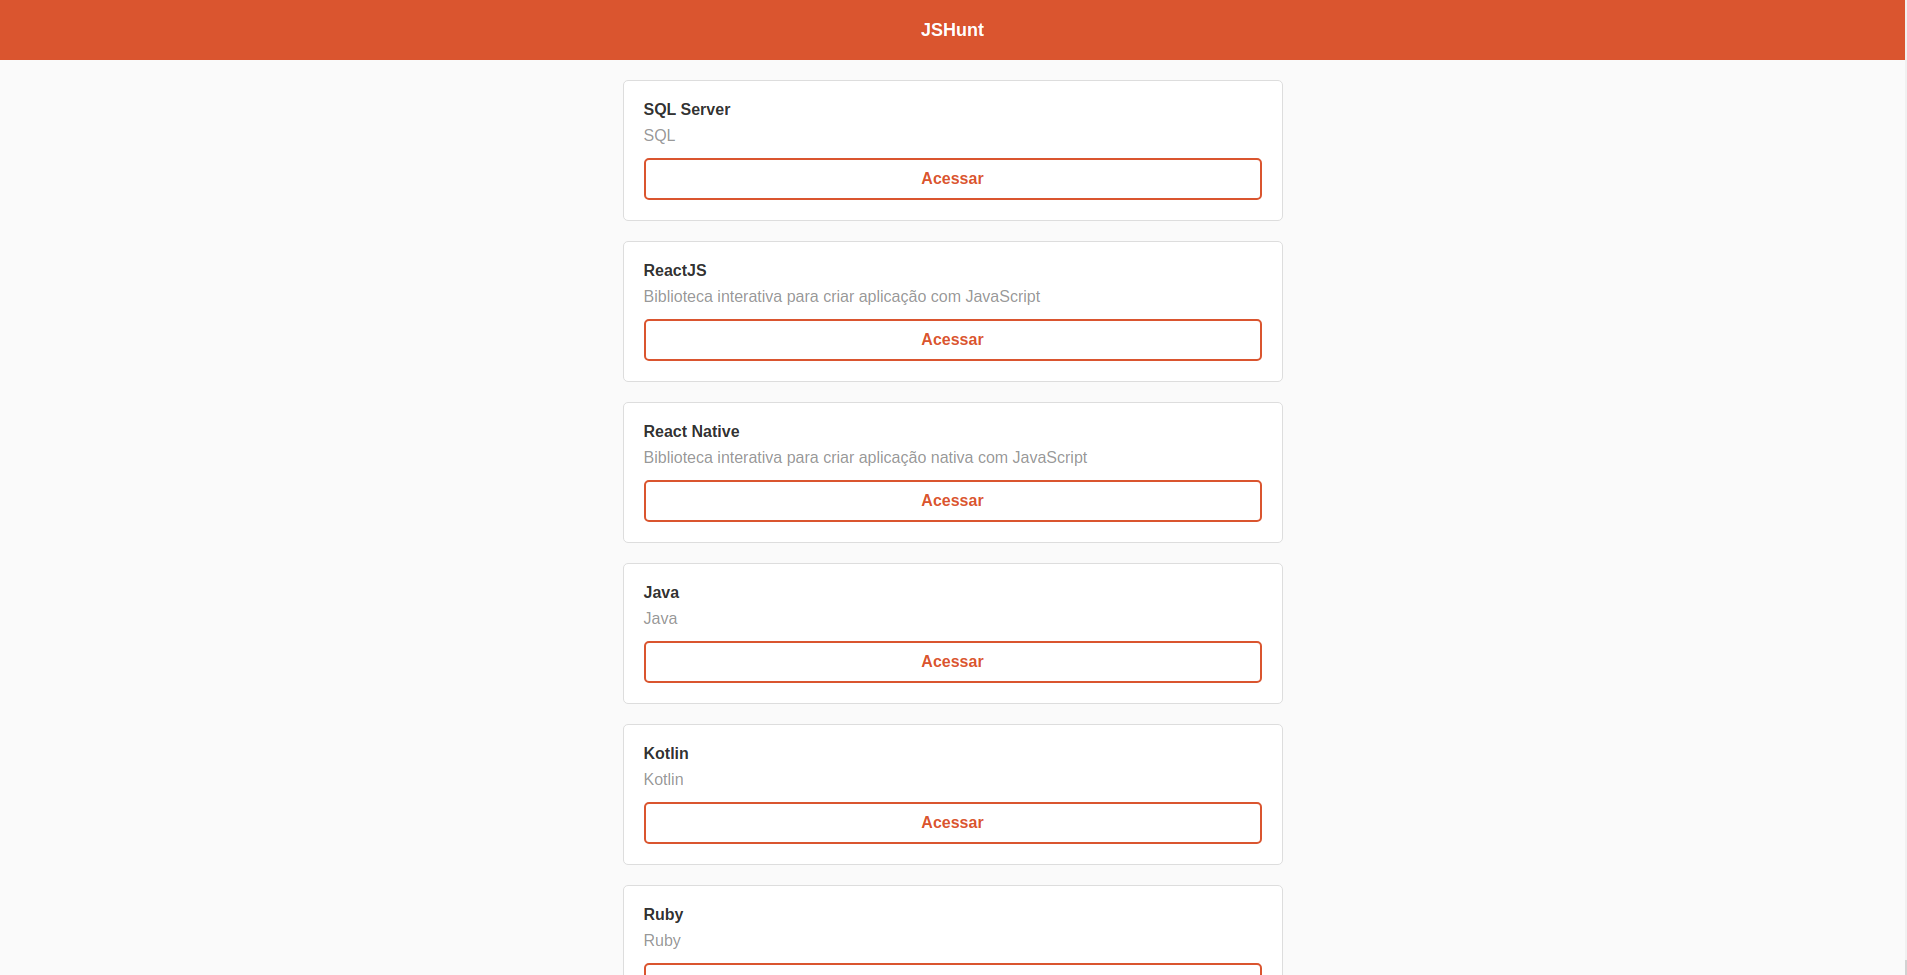 JSHunt
SQL Server
SQL
Acessar
ReactJS
Biblioteca interativa para criar aplicação com JavaScript
Acessar
React Native
Biblioteca interativa para criar aplicação nativa com JavaScript
Acessar
Java
Java
Acessar
Kotlin
Kotlin
Acessar
Ruby
Ruby